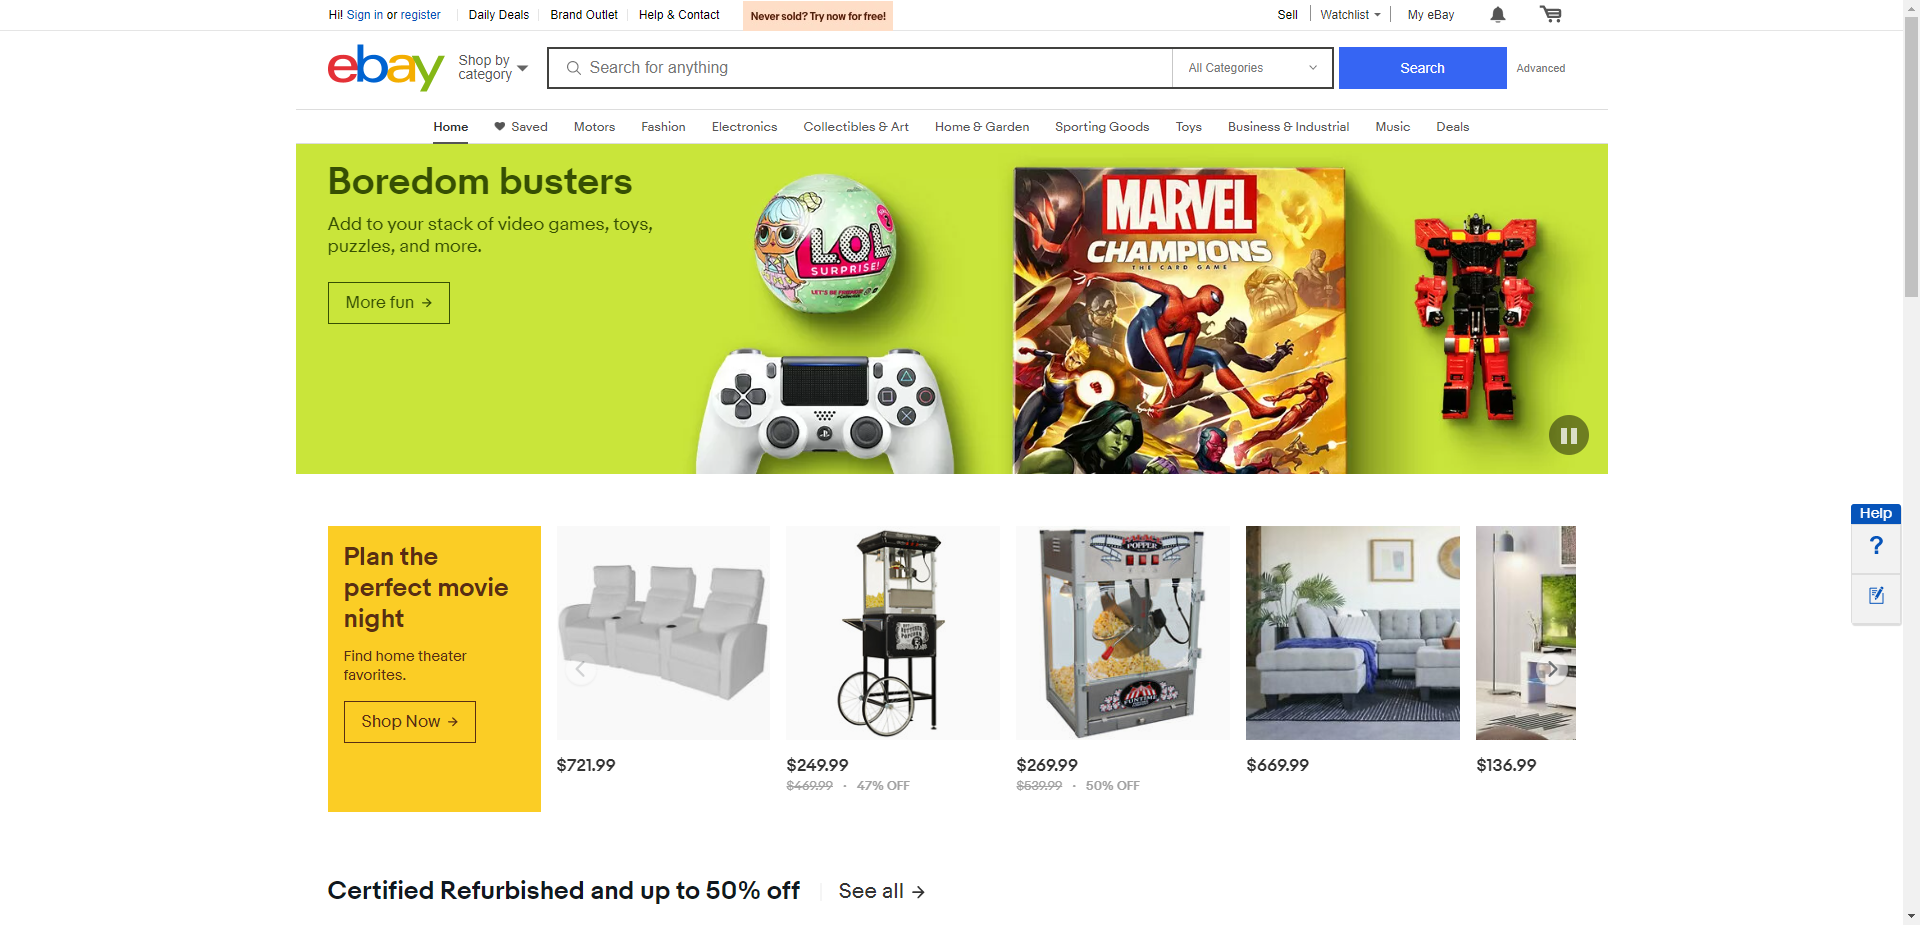 Hi! Sign in or register
Daily Deals
Brand Outlet
Help & Contact
Never sold? Try now for free!
Sell
Watchlist
My eBay
ebay
Shop by
category
Search for anything
All Categories
Search
Advanced
Home
Saved
Motors
Fashion
Electronics
Collectibles & Art
Home & Garden
Sporting Goods
Toys
Business & Industrial
Music
Deals
Boredom busters
Add to your stack of video games, toys,
puzzles, and more.
More fun →
L.O.L
SURPRISE!
LET'S BE FRIENDS!
MARVEL
CHAMPIONS
THE CARD GAME
Help
?
Plan the
perfect movie
night
Find home theater
favorites.
Shop Now →
POPPER
FUNTIME
$721.99
$249.99
$469.99 · 47% OFF
$269.99
$539.99 · 50% OFF
$669.99
$136.99
Certified Refurbished and up to 50% off
See all →